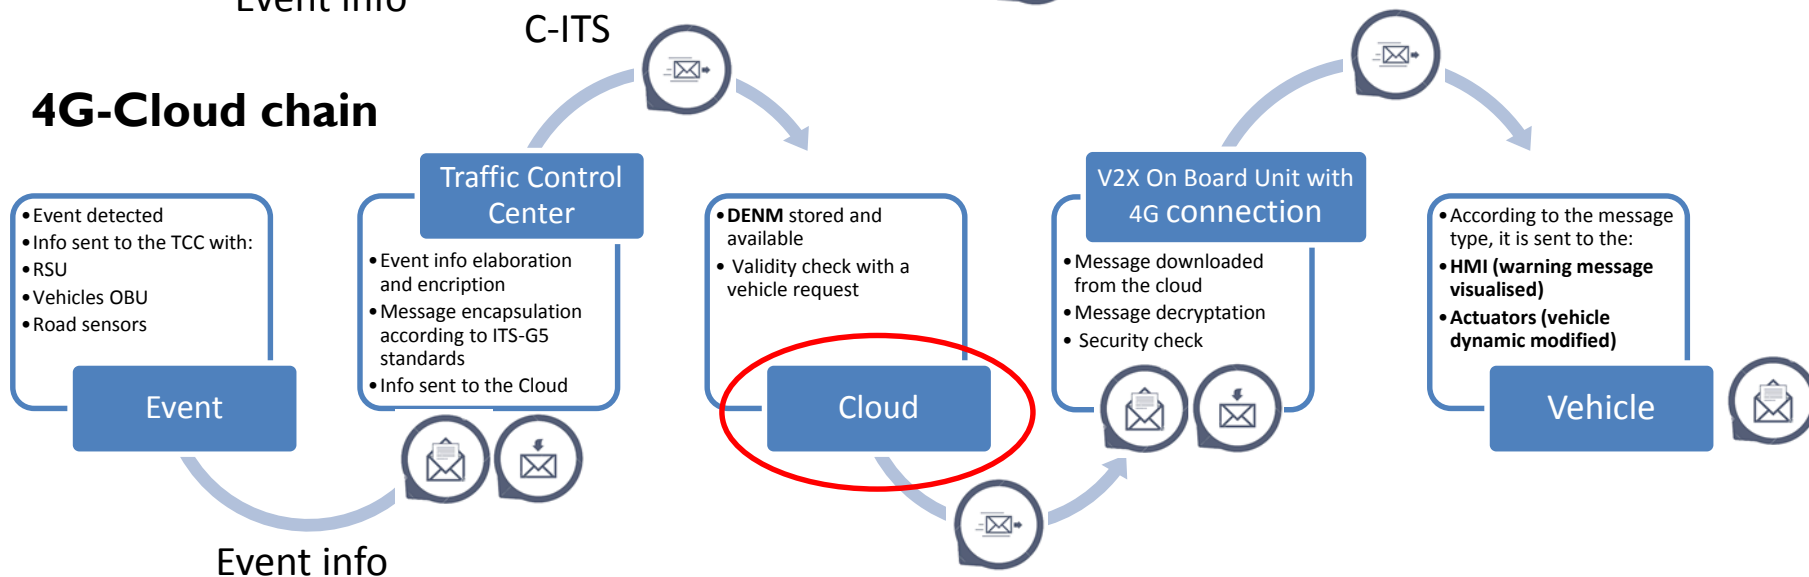 Event info
C-ITS
4G-Cloud chain
•Event detected
•Info sent to the TCC with:
•RSU
•Vehicles OBU
•Road sensors
Event
Event info
Traffic Control
Center
•Event info elaboration
and encription
•Message encapsulation
according to ITS-G5
standards
•Info sent to the Cloud
•DENM stored and
available
• Validity check with a
vehicle request
Cloud
V2X On Board Unit with
4G connection
•Message downloaded
from the cloud
•Message decryptation
• Security check
•According to the message
type, it is sent to the:
•HMI (warning message
visualised)
•Actuators (vehicle
dynamic modified)
Vehicle